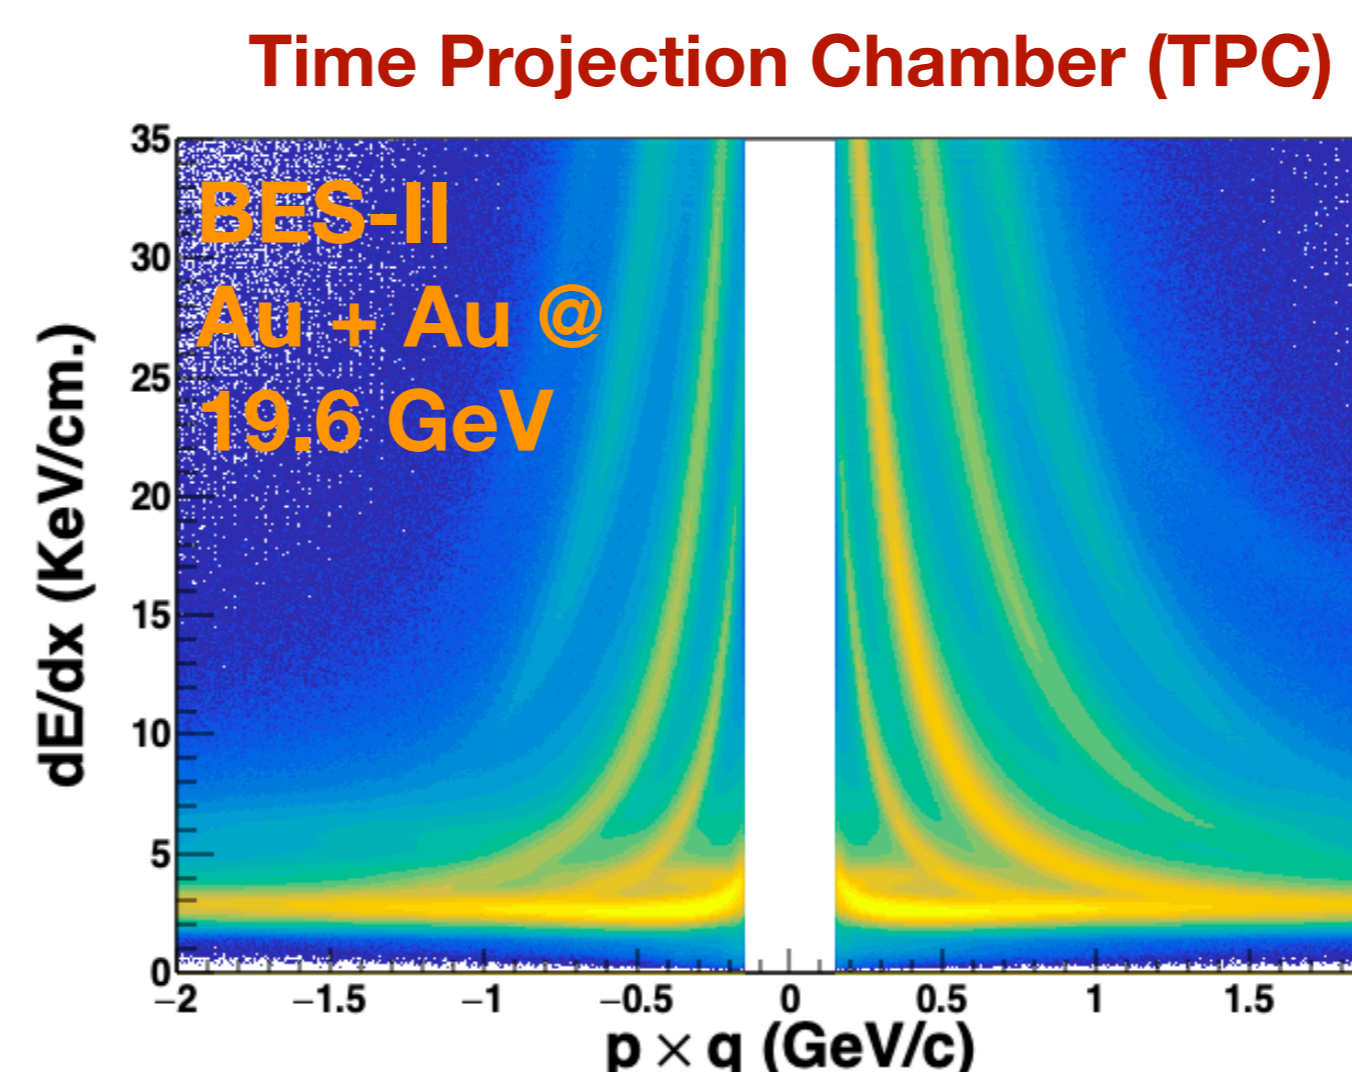 Time Projection Chamber (TPC)
35
30
25
20
15
10
5
0
BES-II
Au + Au @
19.6 GeV
dE/dx (KeV/cm.)
−2 −1.5 −1 −0.5 0 0.5 1 1.5
p × q (GeV/c)